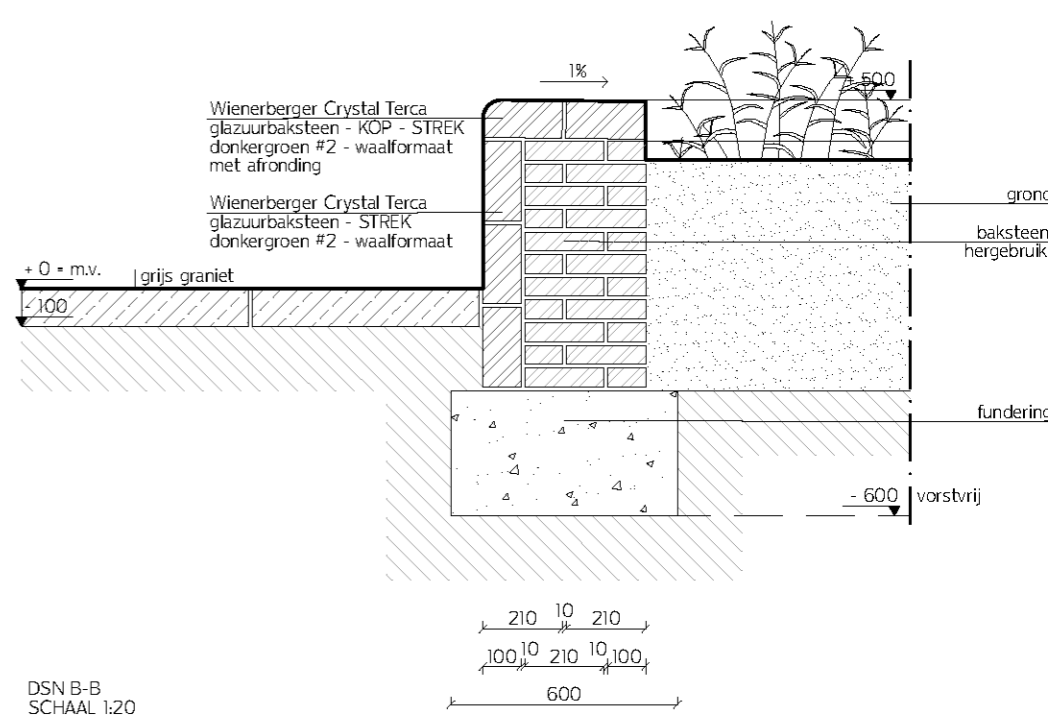 1%
- 500
Wienerberger Crystal Terca
glazuurbaksteen - KOP - STREK
donkergroen #2 - waalformaat
met afronding
Wienerberger Crystal Terca
glazuurbaksteen - STREK
donkergroen #2 - waalformaat
grond
baksteen
hergebruik
+ 0 = m.v.
grijs graniet
- 100
fundering
- 600 vorstvrij
210 10 210
100 10 210 10 100
600
DSN B-B
SCHAAL 1:20